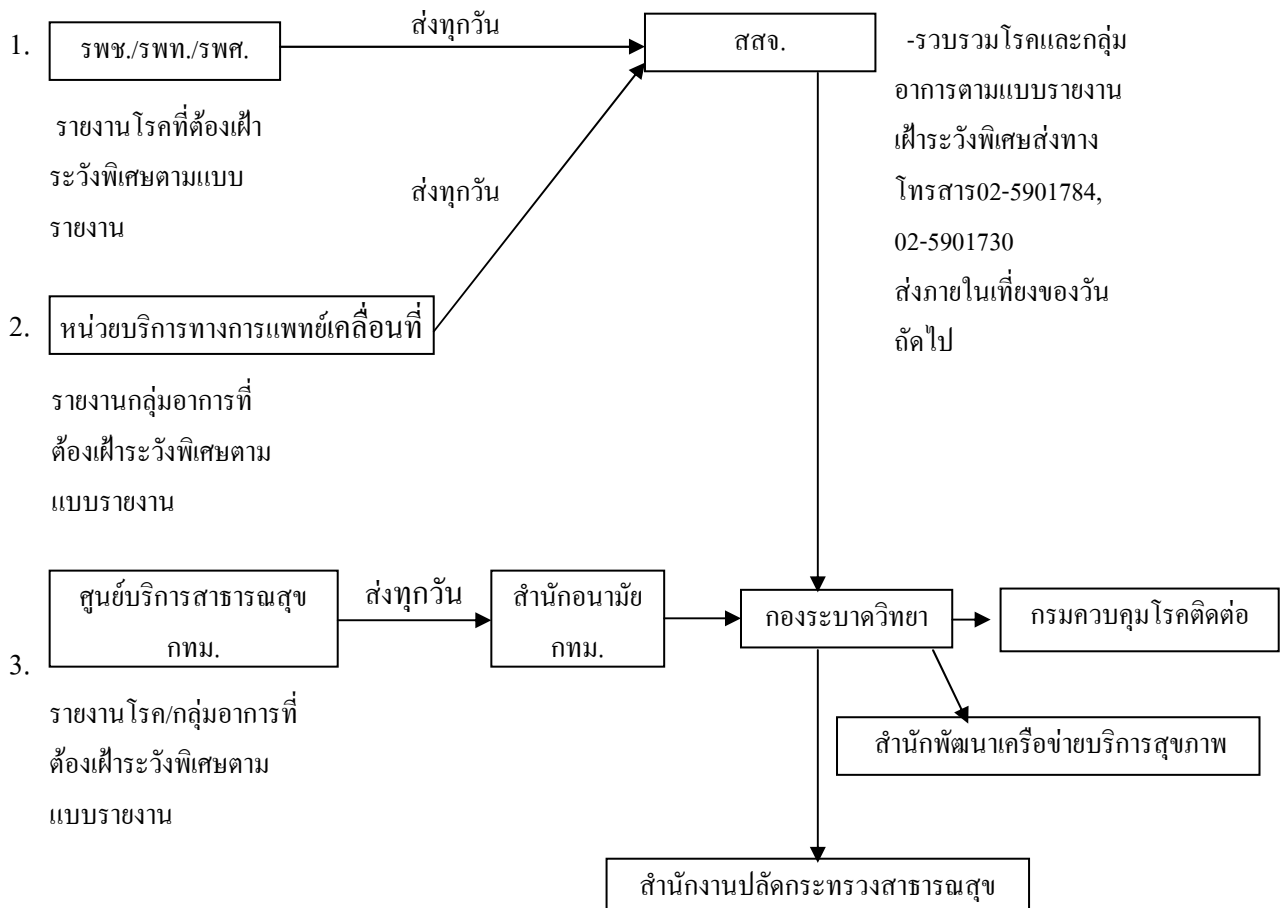 1.
รพช./รพท./รพศ.
ส่งทุกวัน
สสจ.
-รวบรวมโรคและกลุ่ม
อาการตามแบบรายงาน
เฝ้าระวังพิเศษส่งทาง
โทรสาร02-5901784,
02-5901730
ส่งภายในเที่ยงของวัน
ถัดไป
รายงานโรคที่ต้องเฝ้า
ระวังพิเศษตามแบบ
รายงาน
ส่งทุกวัน
2.
หน่วยบริการทางการแพทย์เคลื่อนที่
รายงานกลุ่มอาการที่
ต้องเฝ้าระวังพิเศษตาม
แบบรายงาน
3.
ศูนย์บริการสาธารณสุข
กทม.
ส่งทุกวัน
สำนักอนามัย
กทม.
กองระบาดวิทยา
กรมควบคุมโรคติดต่อ
รายงานโรค/กลุ่มอาการที่
ต้องเฝ้าระวังพิเศษตาม
แบบรายงาน
สำนักพัฒนาเครือข่ายบริการสุขภาพ
สำนักงานปลัดกระทรวงสาธารณสุข